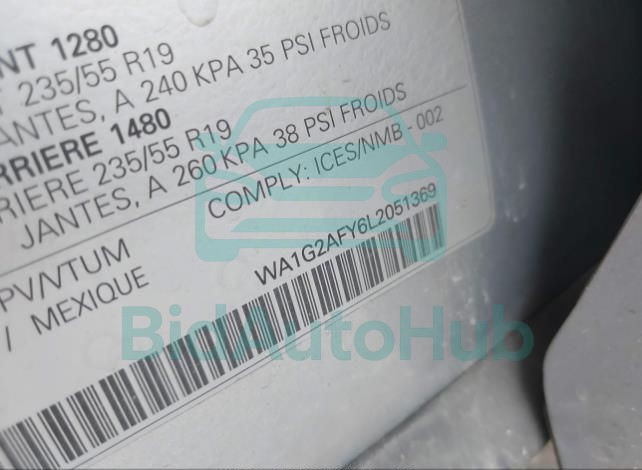 NT 1280
235/55 R19
JANTES, A 240 KPA 35 PSI FROIDS
RRIERE 1480
RIERE 235/55 R19
JANTES, A 260 KPA 38 PSI FROIDS
COMPLY: ICES/NMB - 002
PV/VTUM
/ MEXIQUE
WA1G2AFY6L2051369
BidAutoHub